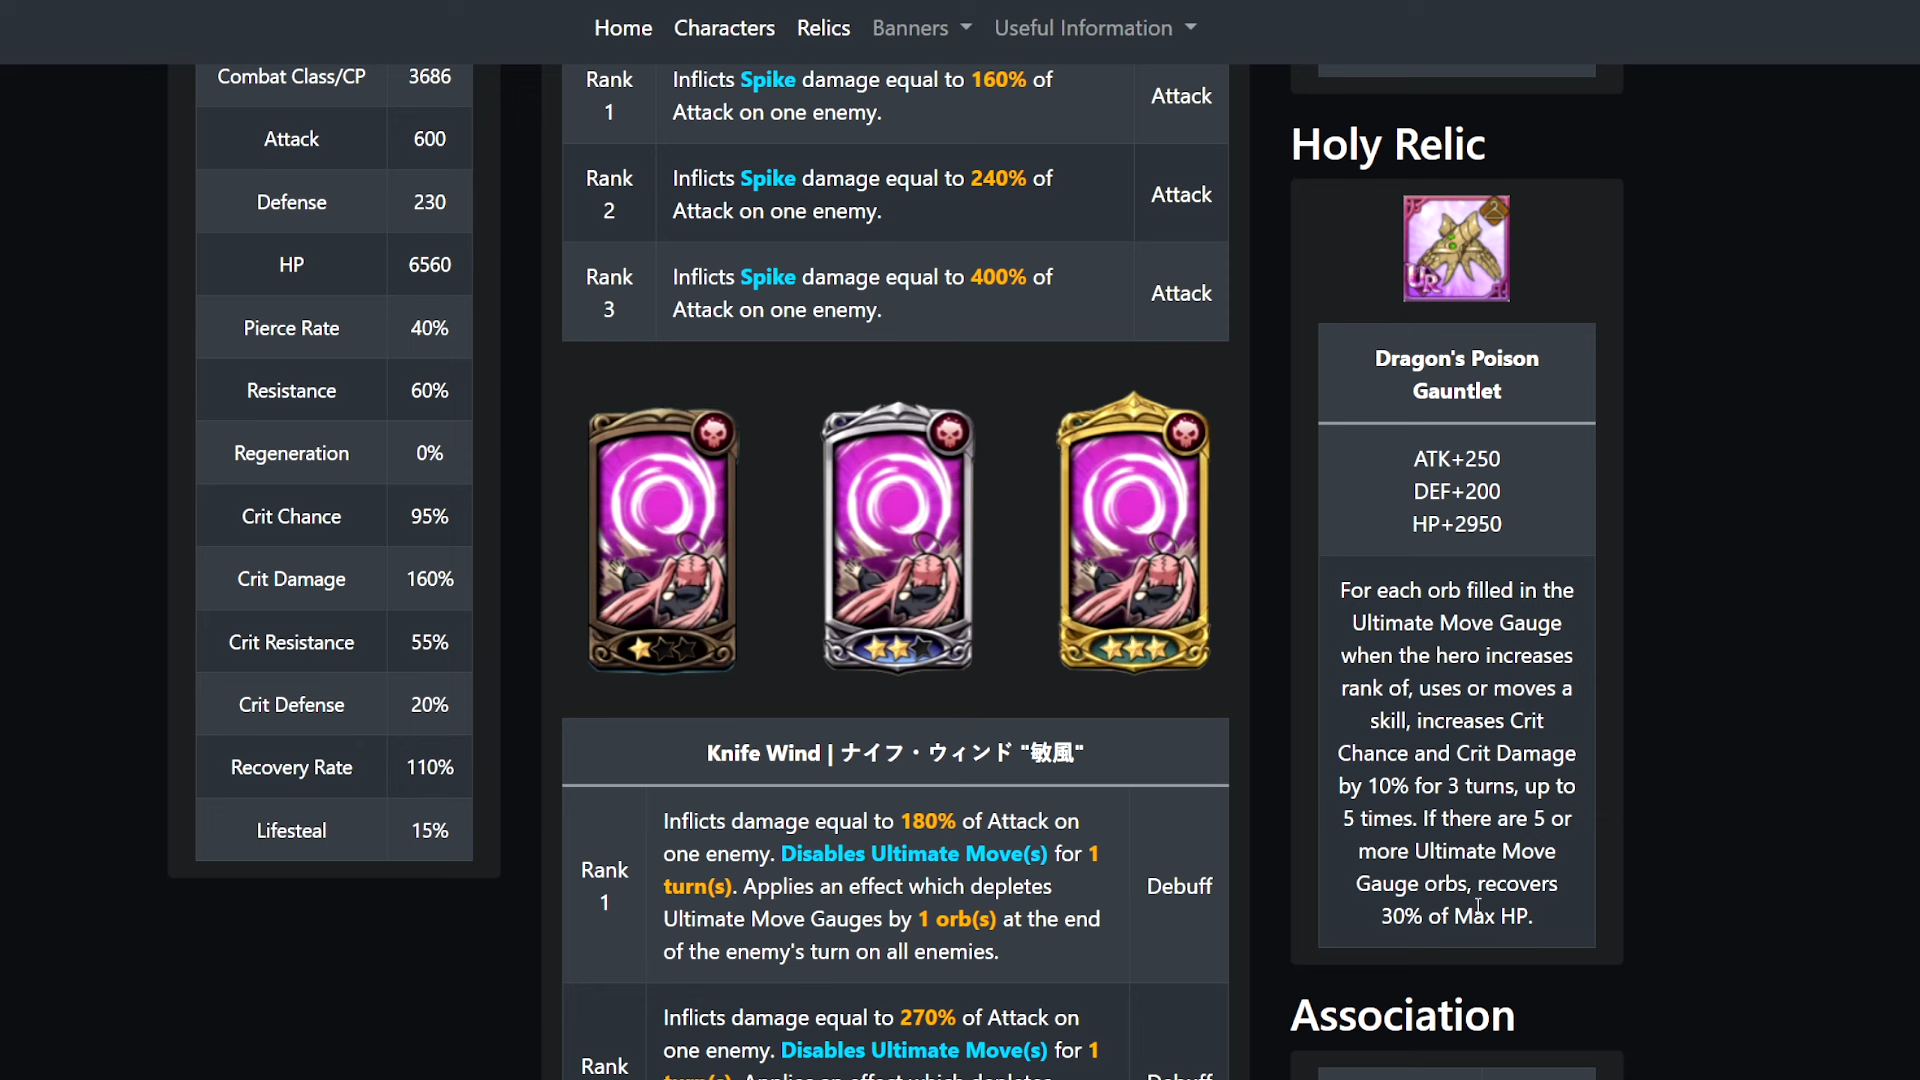 Home Characters Relics Banners Useful Information
Combat Class/CP 3686
Attack 600
Defense 230
HP 6560
Pierce Rate 40%
Resistance 60%
Regeneration 0%
Crit Chance 95%
Crit Damage 160%
Crit Resistance 55%
Crit Defense 20%
Recovery Rate 110%
Lifesteal 15%
Rank
1
Inflicts Spike damage equal to 160% of
Attack on one enemy.
Attack
Rank
2
Inflicts Spike damage equal to 240% of
Attack on one enemy.
Attack
Rank
3
Inflicts Spike damage equal to 400% of
Attack on one enemy.
Attack
Knife Wind | ナイフ・ウィンド "敏風"
Rank
1
Inflicts damage equal to 180% of Attack on
one enemy. Disables Ultimate Move(s) for 1
turn(s). Applies an effect which depletes
Ultimate Move Gauges by 1 orb(s) at the end
of the enemy's turn on all enemies.
Debuff
Rank
Inflicts damage equal to 270% of Attack on
one enemy. Disables Ultimate Move(s) for 1
turn(s). Applies an effect which depletes
Debuff
Holy Relic
2
UR
Dragon's Poison
Gauntlet
ATK+250
DEF+200
HP+2950
For each orb filled in the
Ultimate Move Gauge
when the hero increases
rank of, uses or moves a
skill, increases Crit
Chance and Crit Damage
by 10% for 3 turns, up to
5 times. If there are 5 or
more Ultimate Move
Gauge orbs, recovers
30% of Max HP.
Association